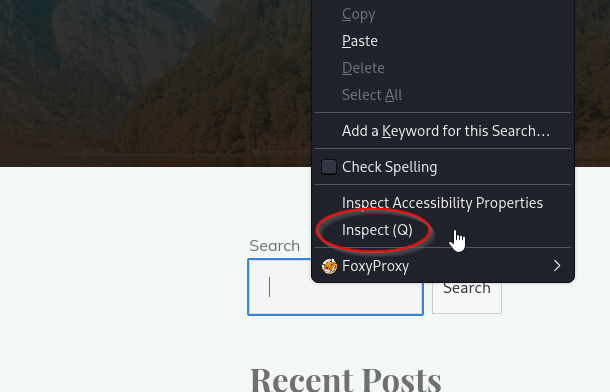 Copy
Paste
Delete
Select All
Add a Keyword for this Search...
Check Spelling
Inspect Accessibility Properties
Inspect (Q)
FoxyProxy
Search
Search
Recent Posts